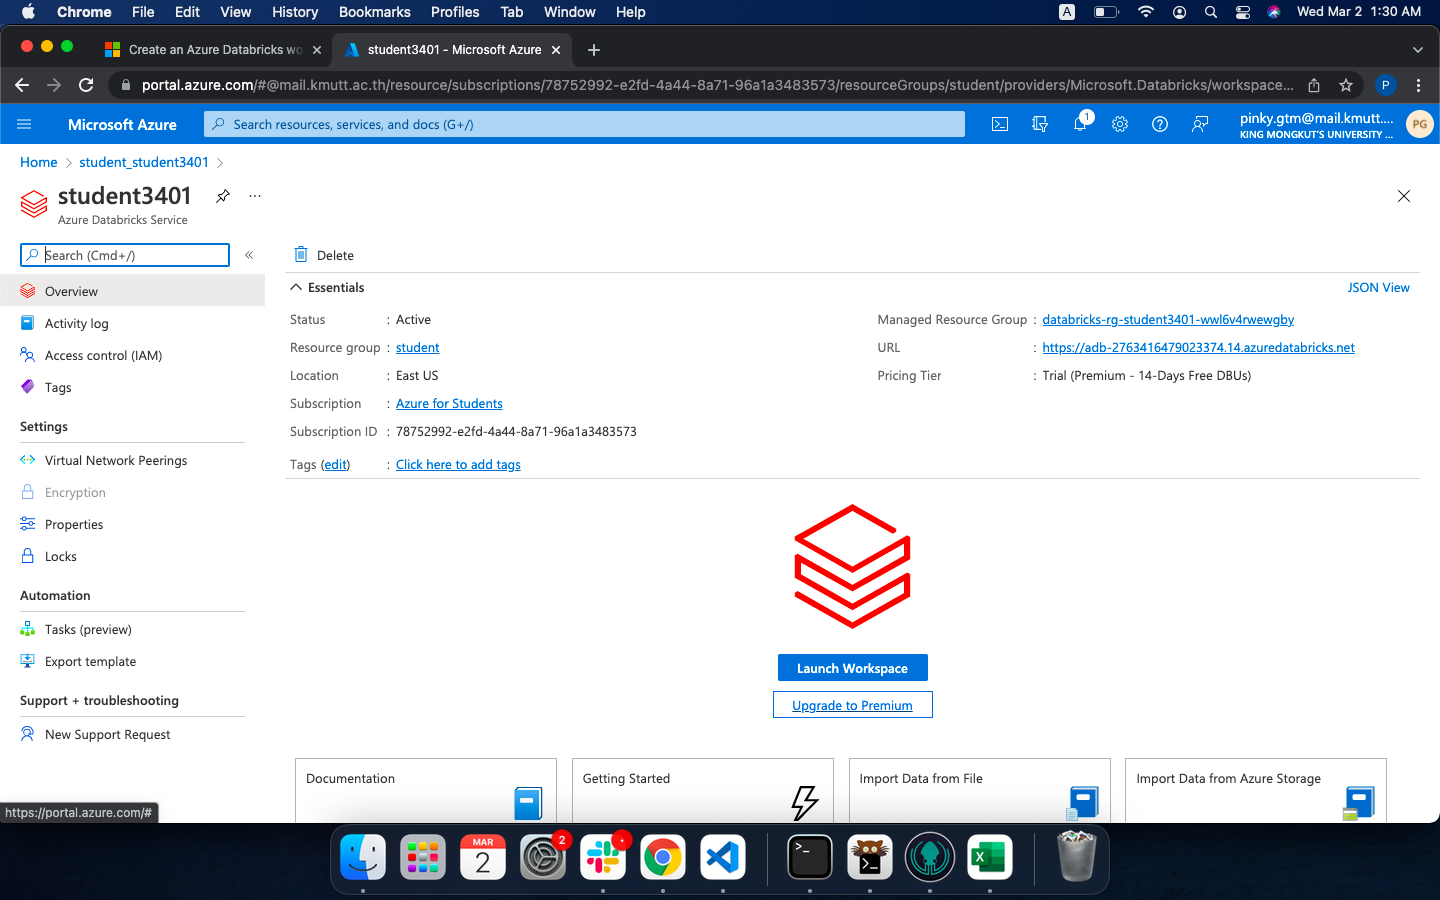 Chrome File Edit View History Bookmarks Profiles Tab Window Help A Wed Mar 2 1:30 AM
Create an Azure Databricks wo student3401 - Microsoft Azure
portal.azure.com/#@mail.kmutt.ac.th/resource/subscriptions/78752992-e2fd-4a44-8a71-96a1a3483573/resourceGroups/student/providers/Microsoft.Databricks/workspace... P
Microsoft Azure Search resources, services, and docs (G+/) 1 pinky.gtm@mail.kmutt.... PG
KING MONGKUT'S UNIVERSITY ...
Home > student_student3401 >
student3401 ...
Azure Databricks Service
Search (Cmd+/) « Delete
Essentials JSON View
Overview
Activity log
Access control (IAM)
Tags
Settings
Virtual Network Peerings
Encryption
Properties
Locks
Automation
Tasks (preview)
Export template
Support + troubleshooting
New Support Request
Status : Active
Resource group : student
Location : East US
Subscription : Azure for Students
Subscription ID : 78752992-e2fd-4a44-8a71-96a1a3483573
Tags (edit) : Click here to add tags
Managed Resource Group : databricks-rg-student3401-wwl6v4rwewgby
URL : https://adb-2763416479023374.14.azuredatabricks.net
Pricing Tier : Trial (Premium - 14-Days Free DBUs)
Launch Workspace
Upgrade to Premium
Documentation
Getting Started
Import Data from File
Import Data from Azure Storage
https://portal.azure.com/#
MAR
2
2